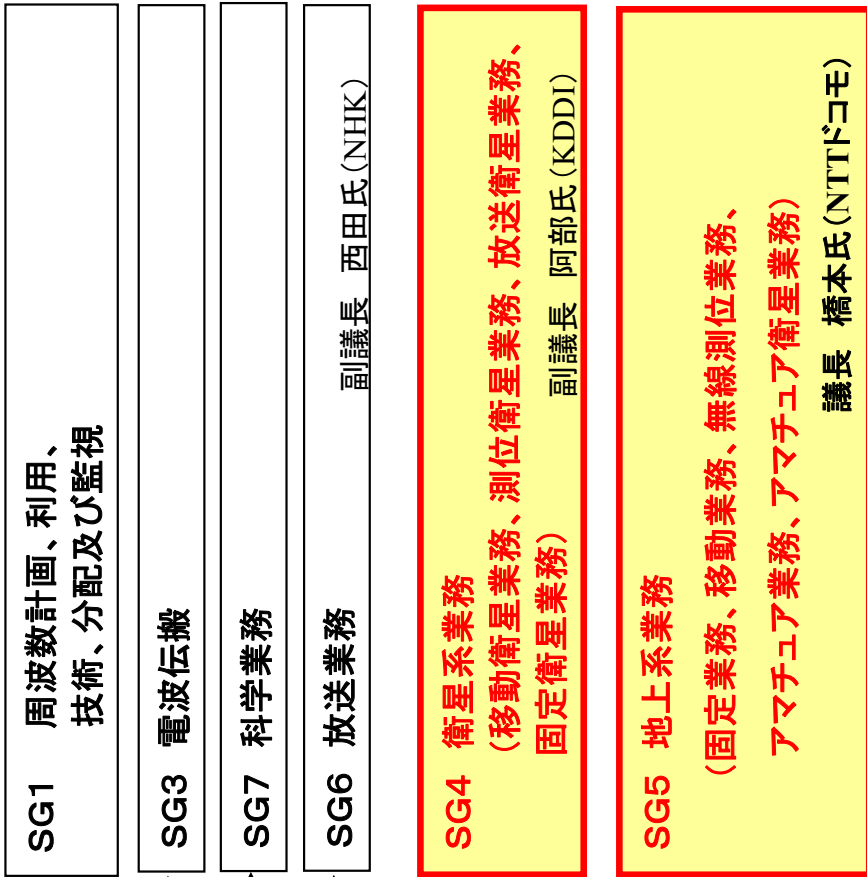 SG1 周波数計画、利用、
技術、分配及び監視
SG3 電波伝搬
SG7 科学業務
SG6 放送業務
副議長 西田氏(NHK)
SG4 衛星系業務
(移動衛星業務、測位衛星業務、放送衛星業務、
固定衛星業務)
副議長 阿部氏(KDDI)
SG5 地上系業務
(固定業務、移動業務、無線測位業務、
アマチュア業務、アマチュア衛星業務)
議長 橋本氏(NTTドコモ)